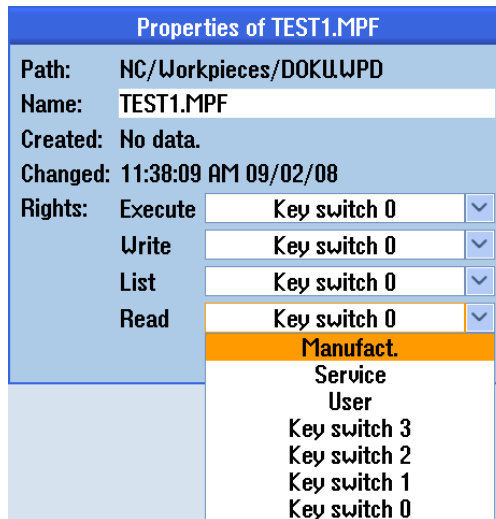 Properties of TEST1.MPF
Path: NC/Workpieces/DOKU.WPD
Name: TEST1.MPF
Created: No data.
Changed: 11:38:09 AM 09/02/08
Rights: Execute Key switch 0
Write Key switch 0
List Key switch 0
Read Key switch 0
Manufact.
Service
User
Key switch 3
Key switch 2
Key switch 1
Key switch 0